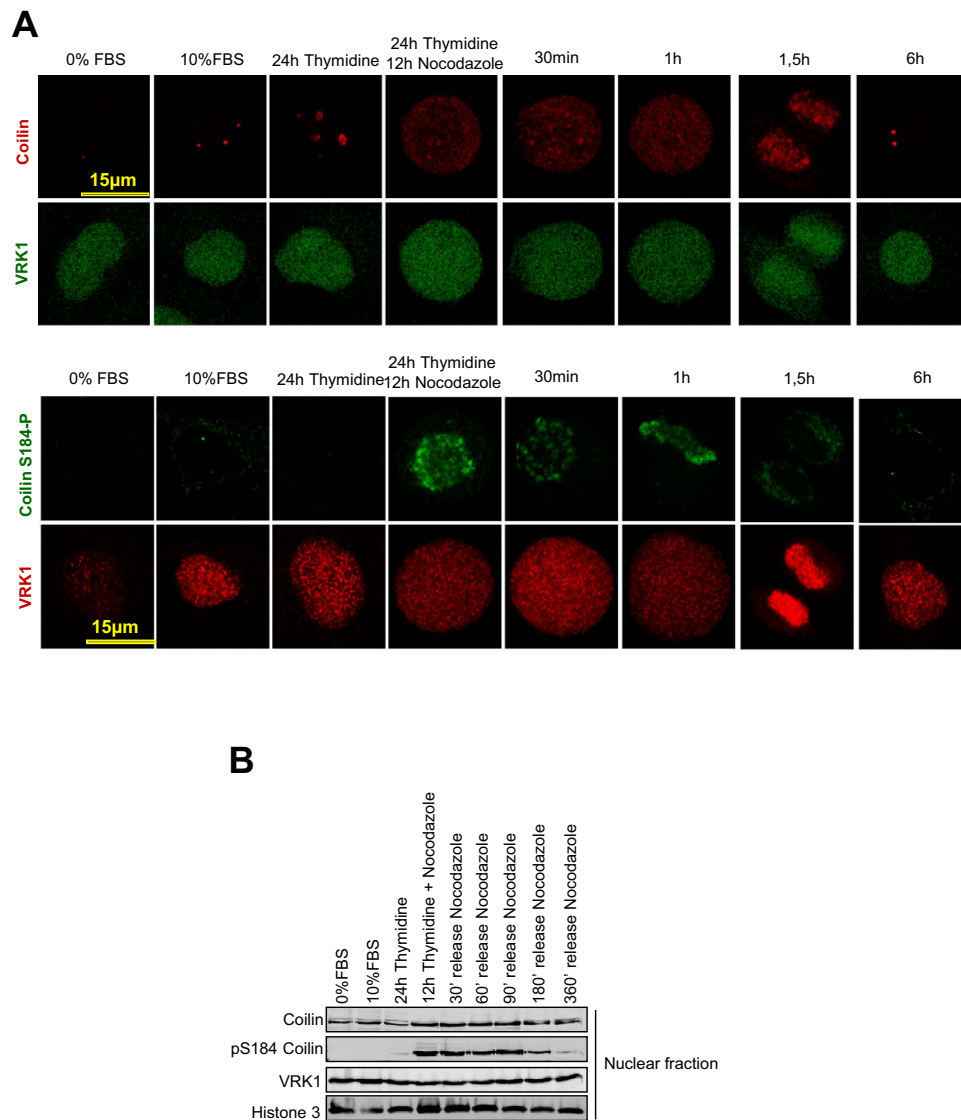 A
0% FBS
10%FBS
24h Thymidine
24h Thymidine
12h Nocodazole
30min
1h
1,5h
6h
Coilin
15µm
VRK1
0% FBS
10%FBS
24h Thymidine
24h Thymidine
12h Nocodazole
30min
1h
1,5h
6h
Coilin S184-P
VRK1
15µm
B
0%FBS
10%FBS
24h Thymidine
12h Thymidine + Nocodazole
30' release Nocodazole
60' release Nocodazole
90' release Nocodazole
180' release Nocodazole
360' release Nocodazole
Coilin
pS184 Coilin
VRK1
Histone 3
Nuclear fraction